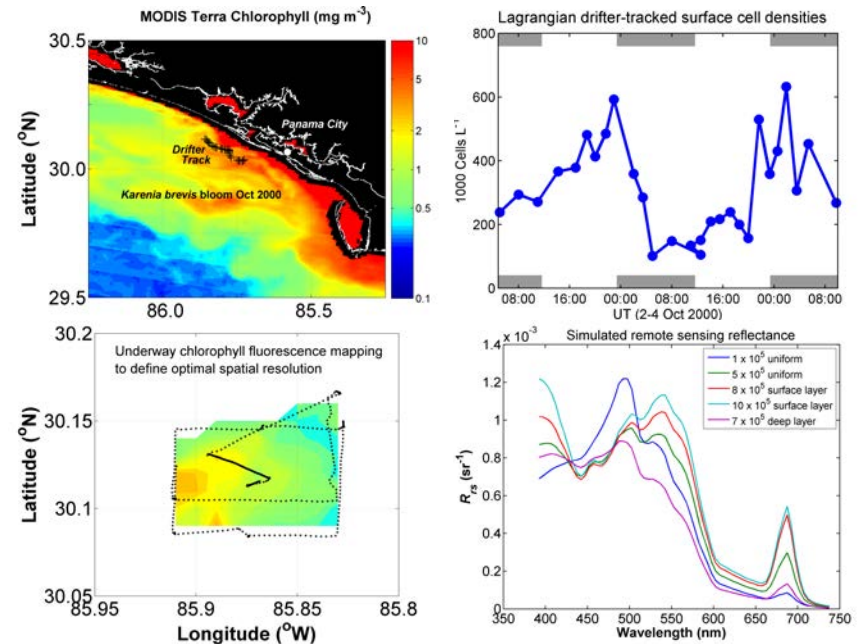 MODIS Terra Chlorophyll (mg m⁻³)
30.5
30.0
29.5
Latitude (ᴼN)
86.0
85.5
Panama City
Drifter
Track
Karenia brevis bloom Oct 2000
10
5
2
1
0.5
0.1
Lagrangian drifter-tracked surface cell densities
800
600
400
200
0
1000 Cells L⁻¹
08:00 16:00 00:00 08:00 16:00 00:00 08:00
UT (2-4 Oct 2000)
30.2
30.15
30.1
30.05
Latitude (ᴼN)
Underway chlorophyll fluorescence mapping
to define optimal spatial resolution
85.95 85.9 85.85 85.8
Longitude (ᴼW)
Simulated remote sensing reflectance
x 10⁻³
1.4
1.2
1
0.8
0.6
0.4
0.2
0
Rrs (sr⁻¹)
1 x 10⁵ uniform
5 x 10⁵ uniform
8 x 10⁵ surface layer
10 x 10⁵ surface layer
7 x 10⁵ deep layer
350 400 450 500 550 600 650 700 750
Wavelength (nm)